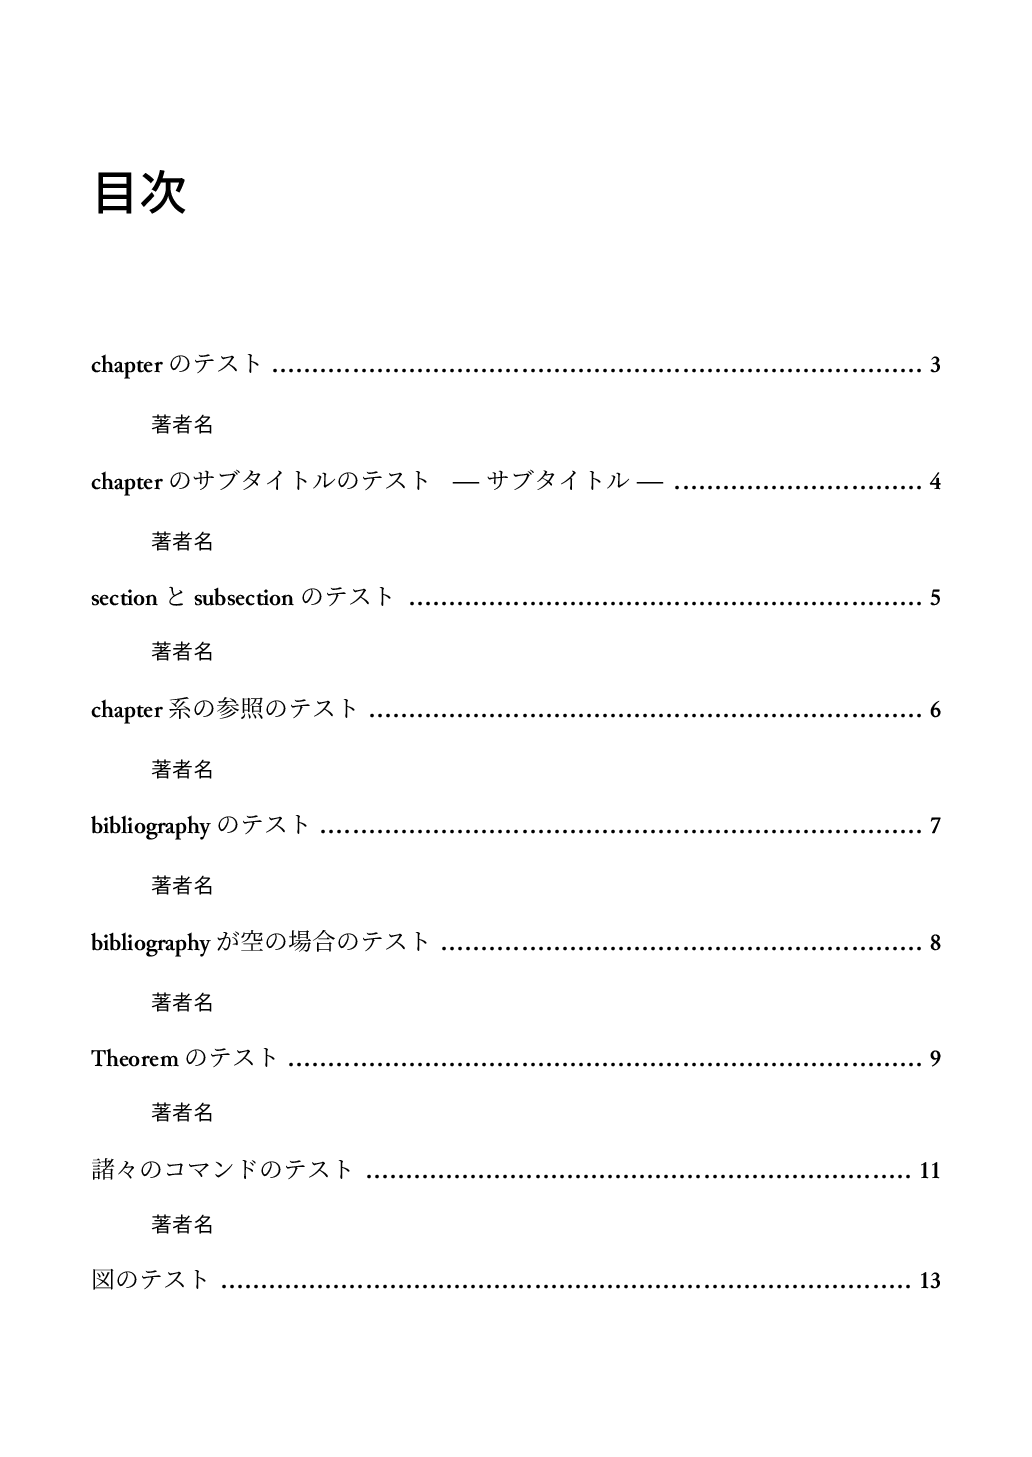 目次
chapter のテスト ................................................................................ 3
著者名
chapter のサブタイトルのテスト — サブタイトル — ............................... 4
著者名
section と subsection のテスト ................................................................ 5
著者名
chapter 系の参照のテスト ..................................................................... 6
著者名
bibliography のテスト ........................................................................... 7
著者名
bibliography が空の場合のテスト ............................................................ 8
著者名
Theorem のテスト ............................................................................... 9
著者名
諸々のコマンドのテスト .................................................................... 11
著者名
図のテスト ...................................................................................... 13